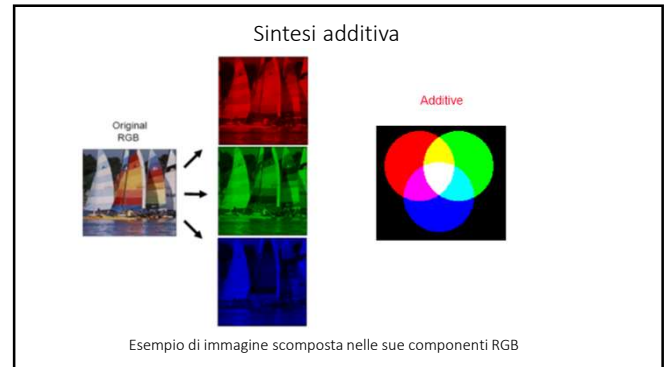 Sintesi additiva
Original
RGB
Additive
Esempio di immagine scomposta nelle sue componenti RGB